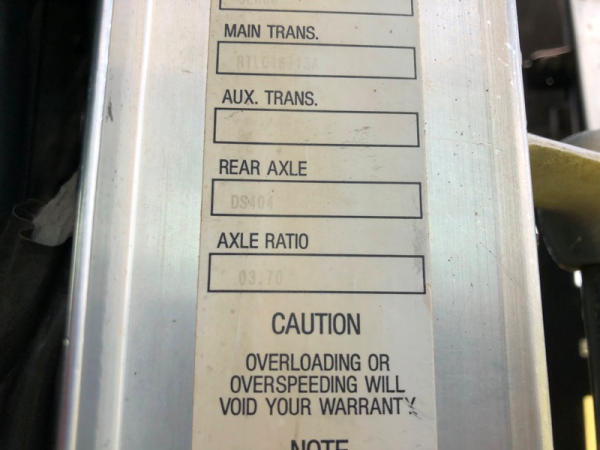 MAIN TRANS.
AUX. TRANS.
REAR AXLE
DS404
AXLE RATIO
03.70
CAUTION
OVERLOADING OR
OVERSPEEDING WILL
VOID YOUR WARRANTY
NOTE